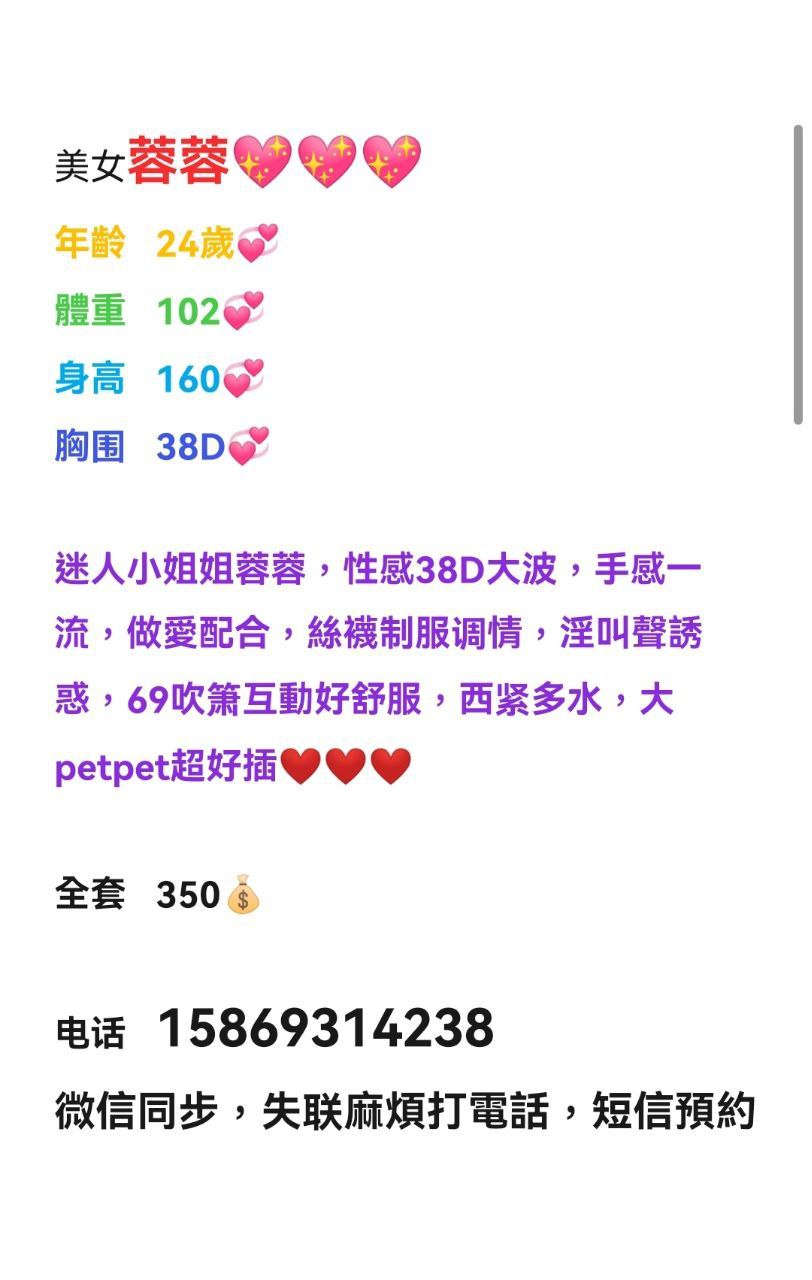 美女蓉蓉💖💖💖
年齡 24歲💞
體重 102💞
身高 160💞
胸围 38D💞
迷人小姐姐蓉蓉，性感38D大波，手感一
流，做愛配合，絲襪制服调情，淫叫聲誘
惑，69吹箫互動好舒服，西紧多水，大
petpet超好插❤️❤️❤️
全套 350💰
电话 15869314238
微信同步，失联麻煩打電話，短信預約